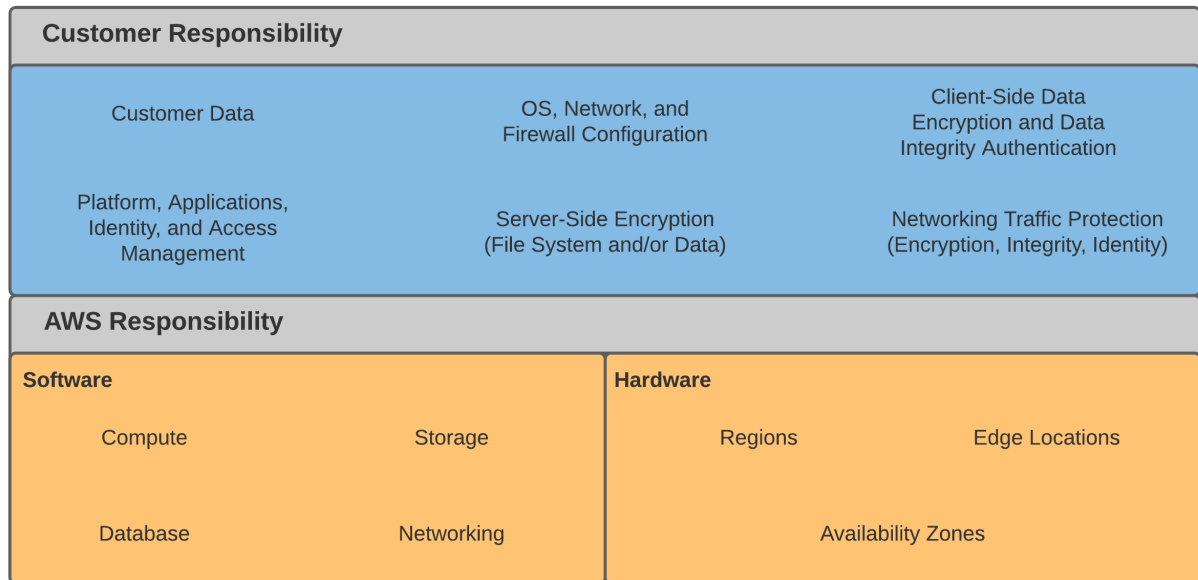 Customer Responsibility
Customer Data
OS, Network, and
Firewall Configuration
Client-Side Data
Encryption and Data
Integrity Authentication
Platform, Applications,
Identity, and Access
Management
Server-Side Encryption
(File System and/or Data)
Networking Traffic Protection
(Encryption, Integrity, Identity)
AWS Responsibility
Software
Compute
Storage
Database
Networking
Hardware
Regions
Edge Locations
Availability Zones